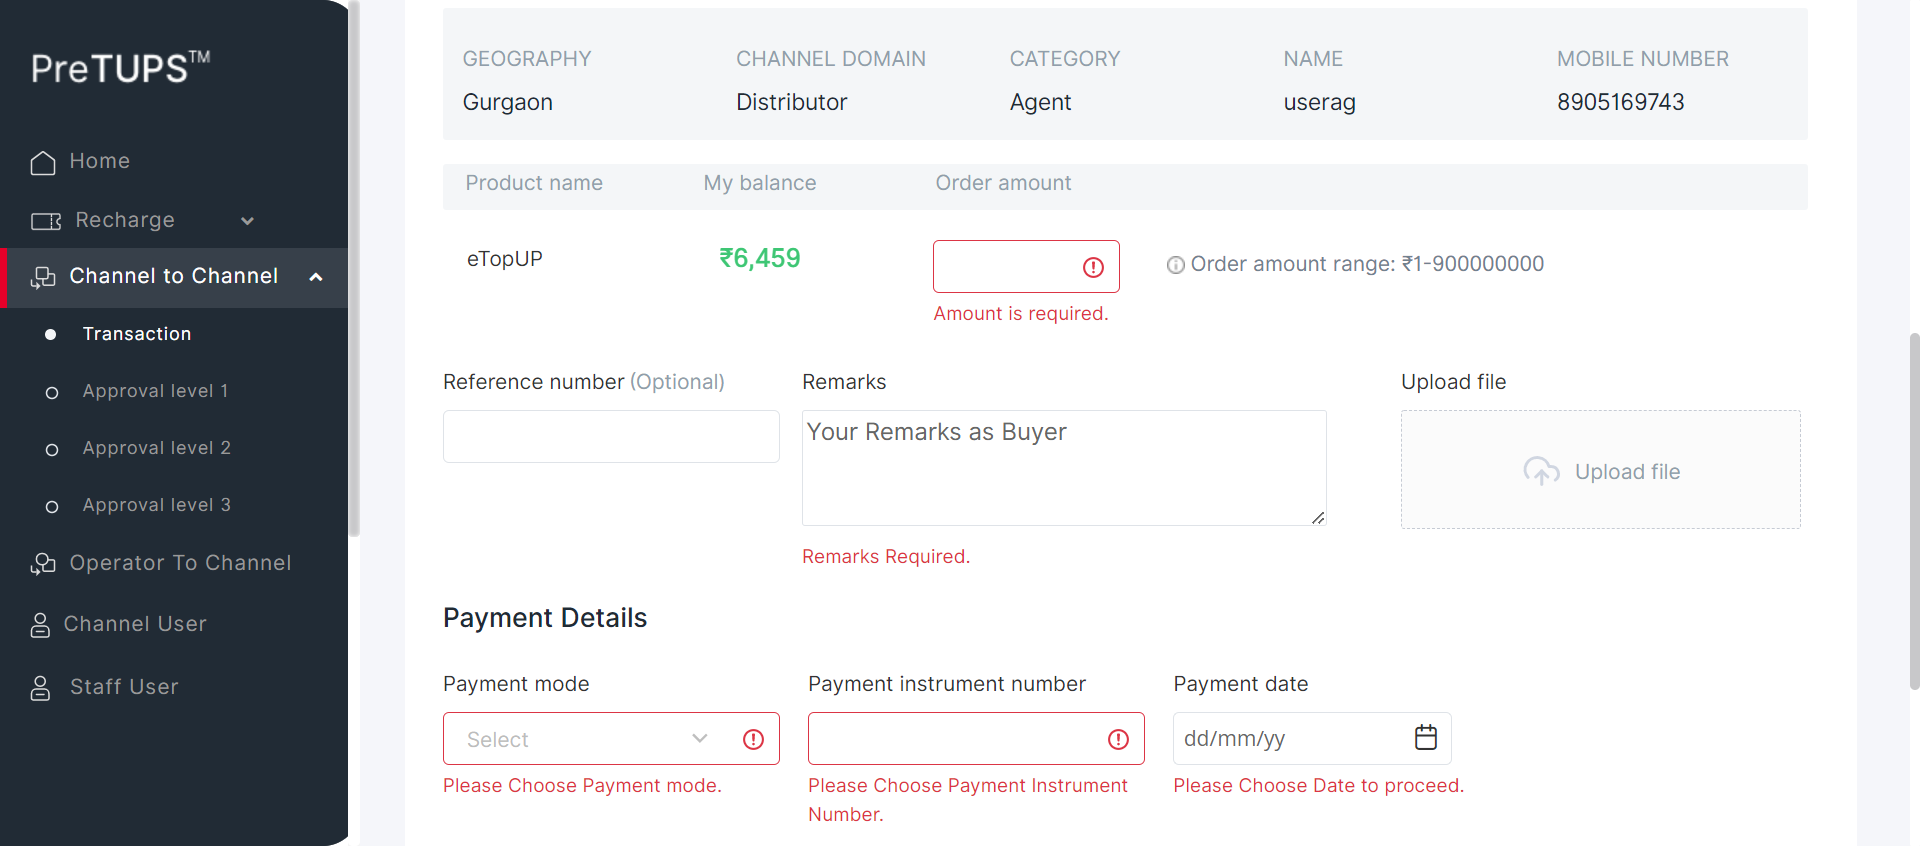 PreTUPS™
Home
Recharge
Channel to Channel
Transaction
Approval level 1
Approval level 2
Approval level 3
Operator To Channel
Channel User
Staff User
GEOGRAPHY CHANNEL DOMAIN CATEGORY NAME MOBILE NUMBER
Gurgaon Distributor Agent userag 8905169743
Product name My balance Order amount
eTopUP ₹6,459 Order amount range: ₹1-900000000
Amount is required.
Reference number (Optional) Remarks Upload file
Your Remarks as Buyer
Upload file
Remarks Required.
Payment Details
Payment mode Payment instrument number Payment date
Select dd/mm/yy
Please Choose Payment mode. Please Choose Payment Instrument Please Choose Date to proceed.
Number.